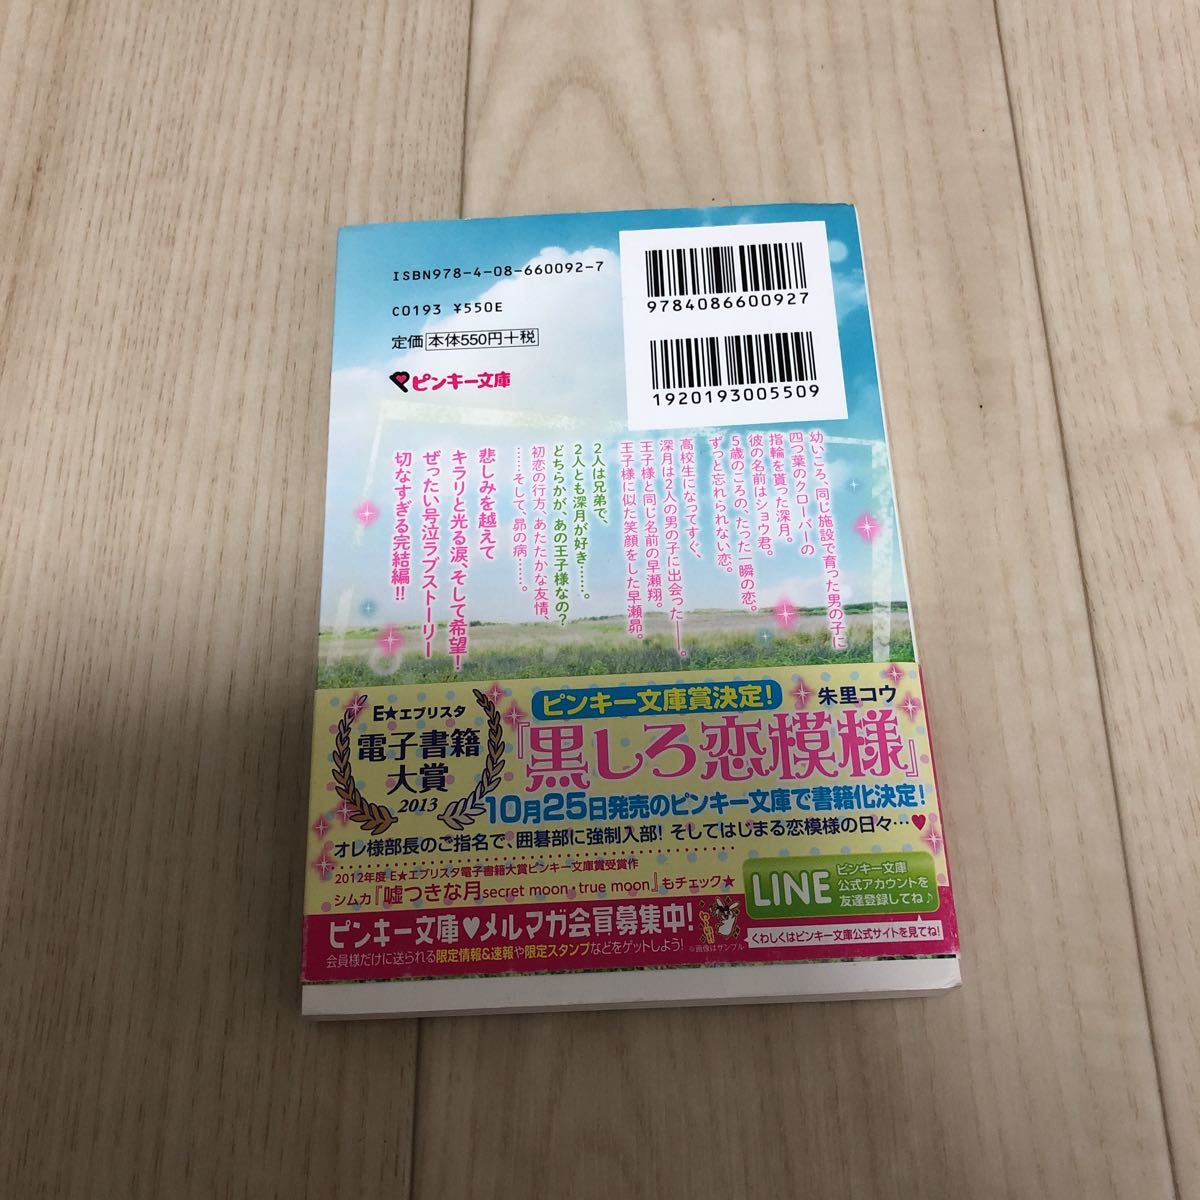 ISBN978-4-08-660092-7
C0193 ¥550E
定価 本体550円+税
ピンキー文庫
9784086600927
1920193005509
幼いころ、同じ施設で育った男の子に
四つ葉のクローバーの
指輪を貰った深月。
彼の名前はショウ君。
5歳のころの、たった一瞬の恋。
ずっと忘れられない恋。
高校生になってすぐ、
深月は2人の男の子に出会った――。
王子様と同じ名前の早瀬翔。
王子様に似た笑顔をした早瀬昴。
2人は兄弟で、
2人とも深月が好き……。
どちらかが、あの王子様なの?
初恋の行方、あたたかな友情、
……そして、昴の病……。
悲しみを越えて
キラリと光る涙、そして希望!
ぜったい号泣ラブストーリー
切なすぎる完結編!!
E★エブリスタ
電子書籍
大賞
2013
ピンキー文庫賞決定!
朱里コウ
『黒しろ恋模様』
10月25日発売のピンキー文庫で書籍化決定!
オレ様部長のご指名で、囲碁部に強制入部! そしてはじまる恋模様の日々…♥
2012年度 E★エブリスタ電子書籍大賞ピンキー文庫賞受賞作
シムカ『嘘つきな月secret moon・true moon』もチェック★
LINE
ピンキー文庫
公式アカウントを
友達登録してね♪
くわしくはピンキー文庫公式サイトを見てね!
ピンキー文庫♥メルマガ会員募集中!
会員様だけに送られる限定情報&速報や限定スタンプなどをゲットしよう!
※画像はサンプル